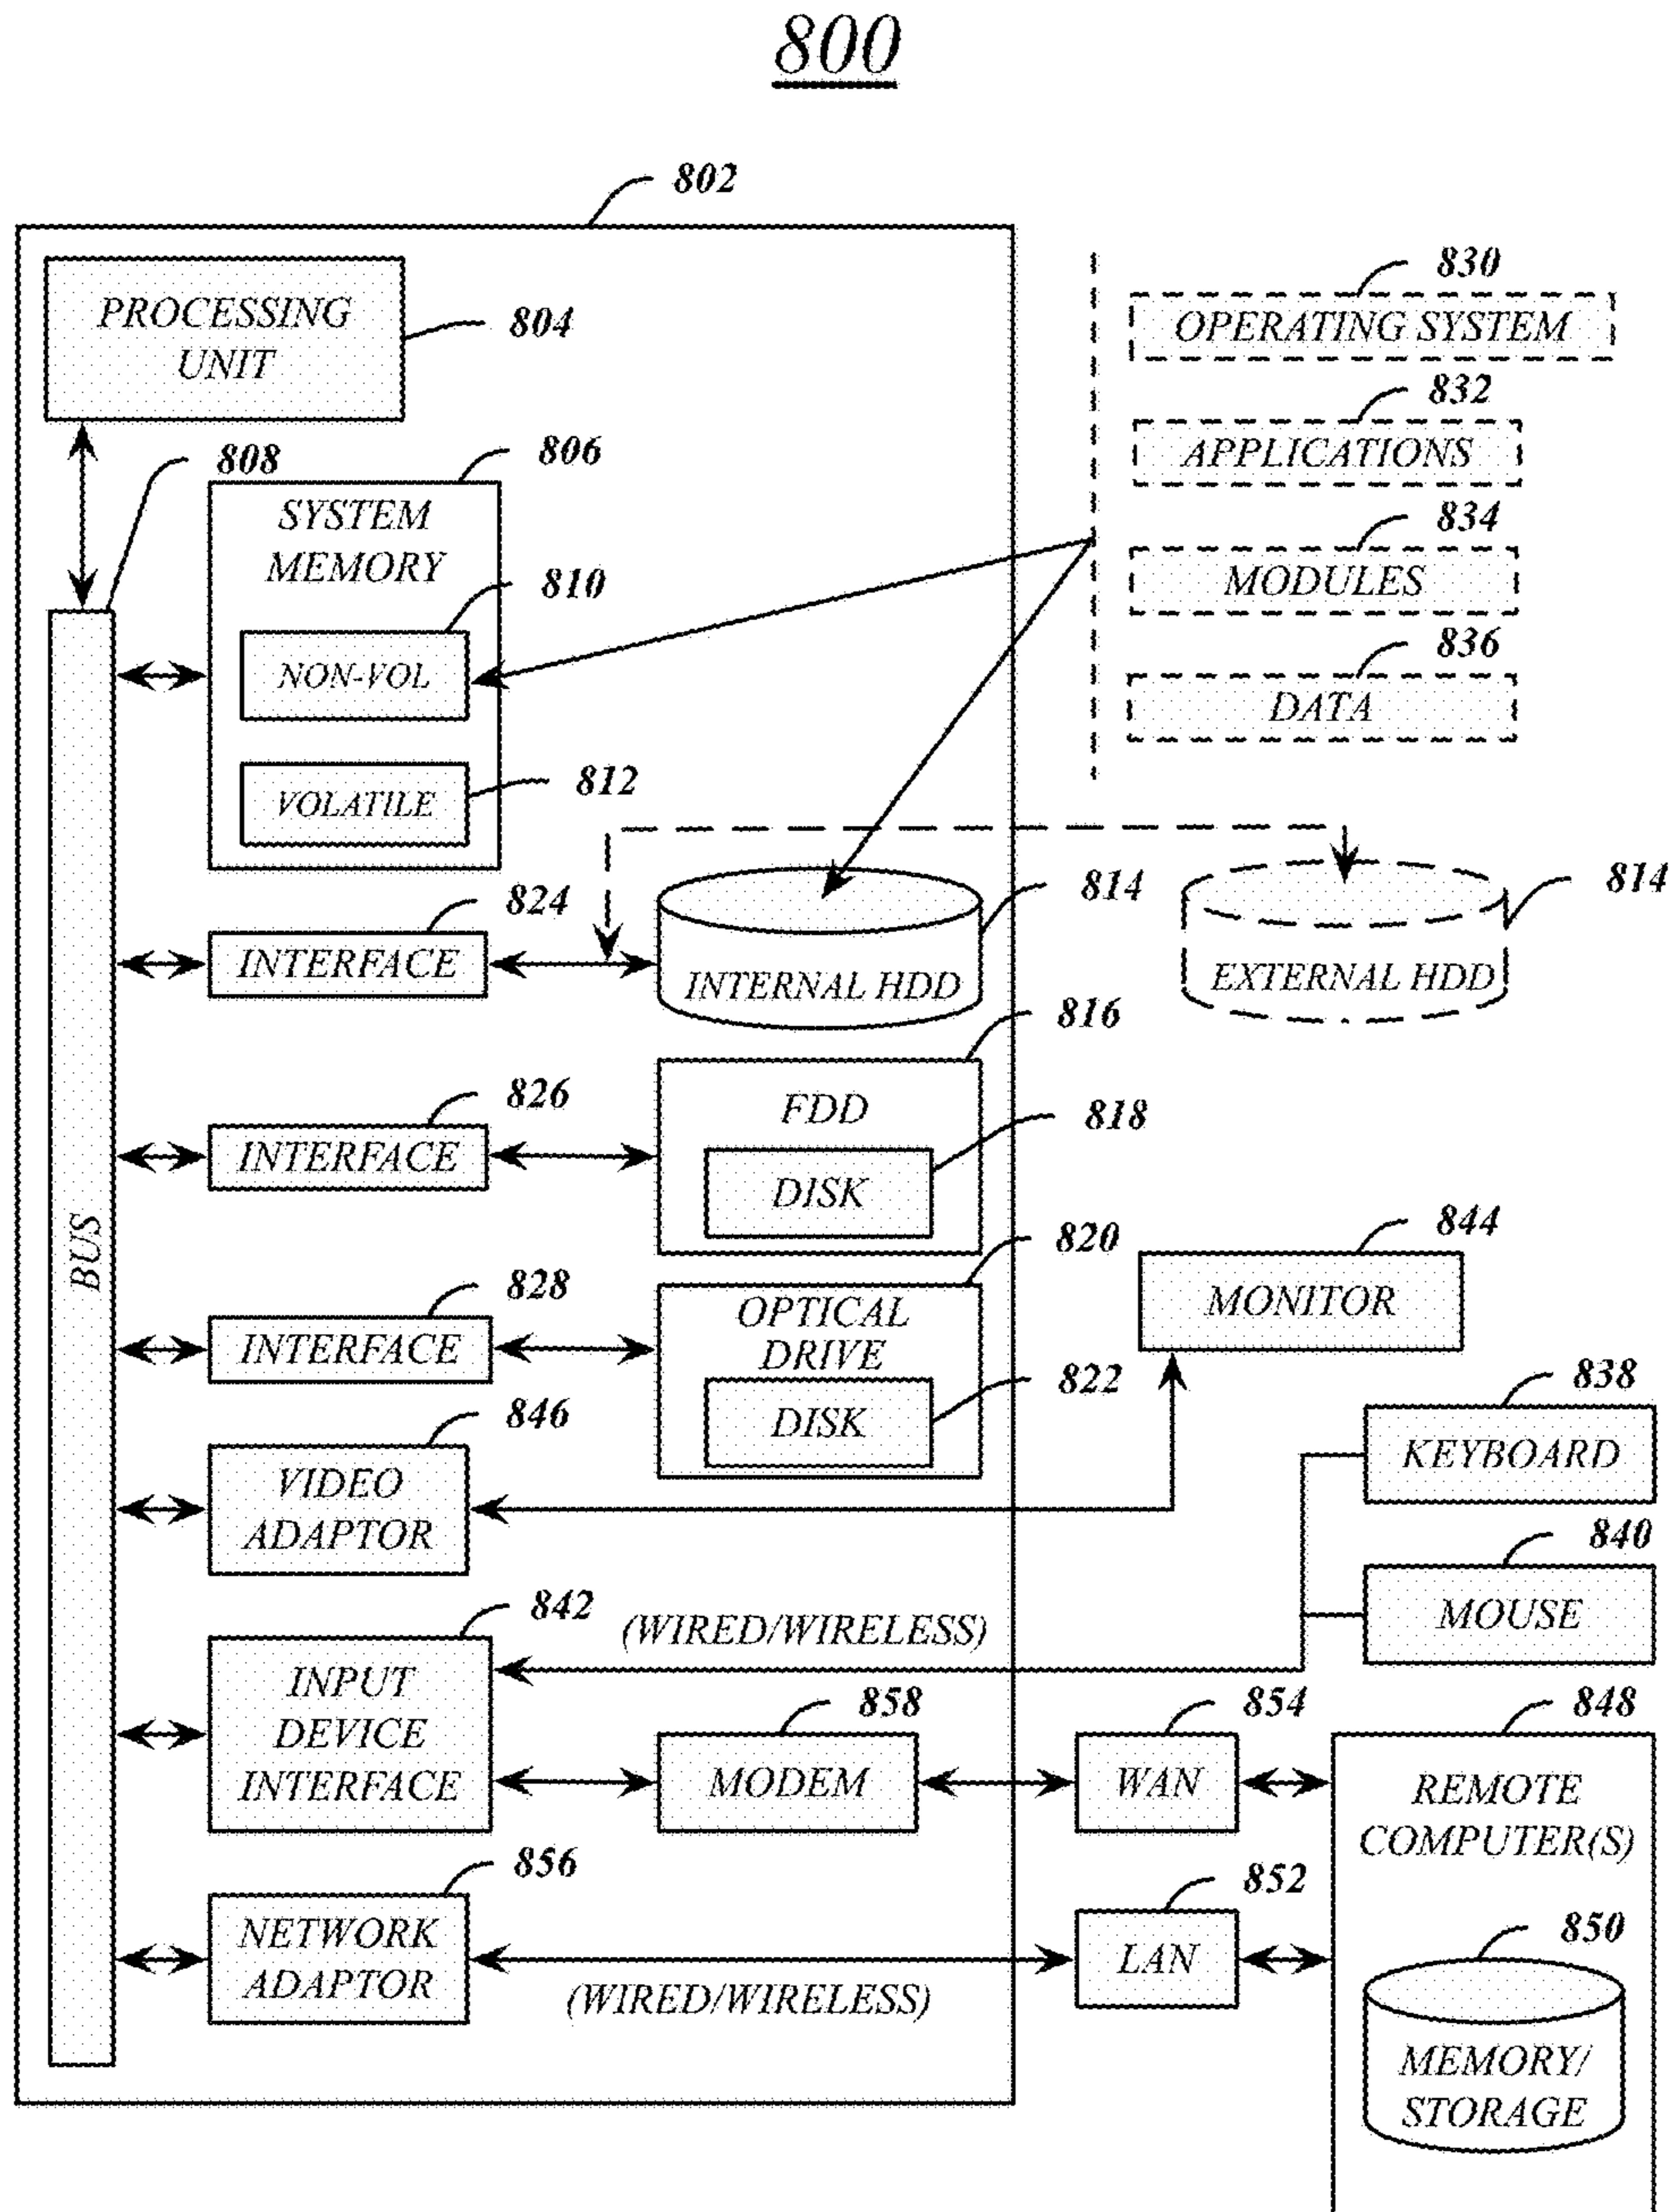 800
802
PROCESSING
UNIT
804
808
806
SYSTEM
MEMORY
810
NON-VOL
812
VOLATILE
830
OPERATING SYSTEM
832
APPLICATIONS
834
MODULES
836
DATA
BUS
824
INTERFACE
814
INTERNAL HDD
814
EXTERNAL HDD
826
INTERFACE
816
FDD
818
DISK
828
INTERFACE
820
OPTICAL
DRIVE
822
DISK
844
MONITOR
846
VIDEO
ADAPTOR
838
KEYBOARD
840
MOUSE
842
(WIRED/WIRELESS)
INPUT
DEVICE
INTERFACE
858
MODEM
854
WAN
848
REMOTE
COMPUTER(S)
856
NETWORK
ADAPTOR
(WIRED/WIRELESS)
852
LAN
850
MEMORY/
STORAGE